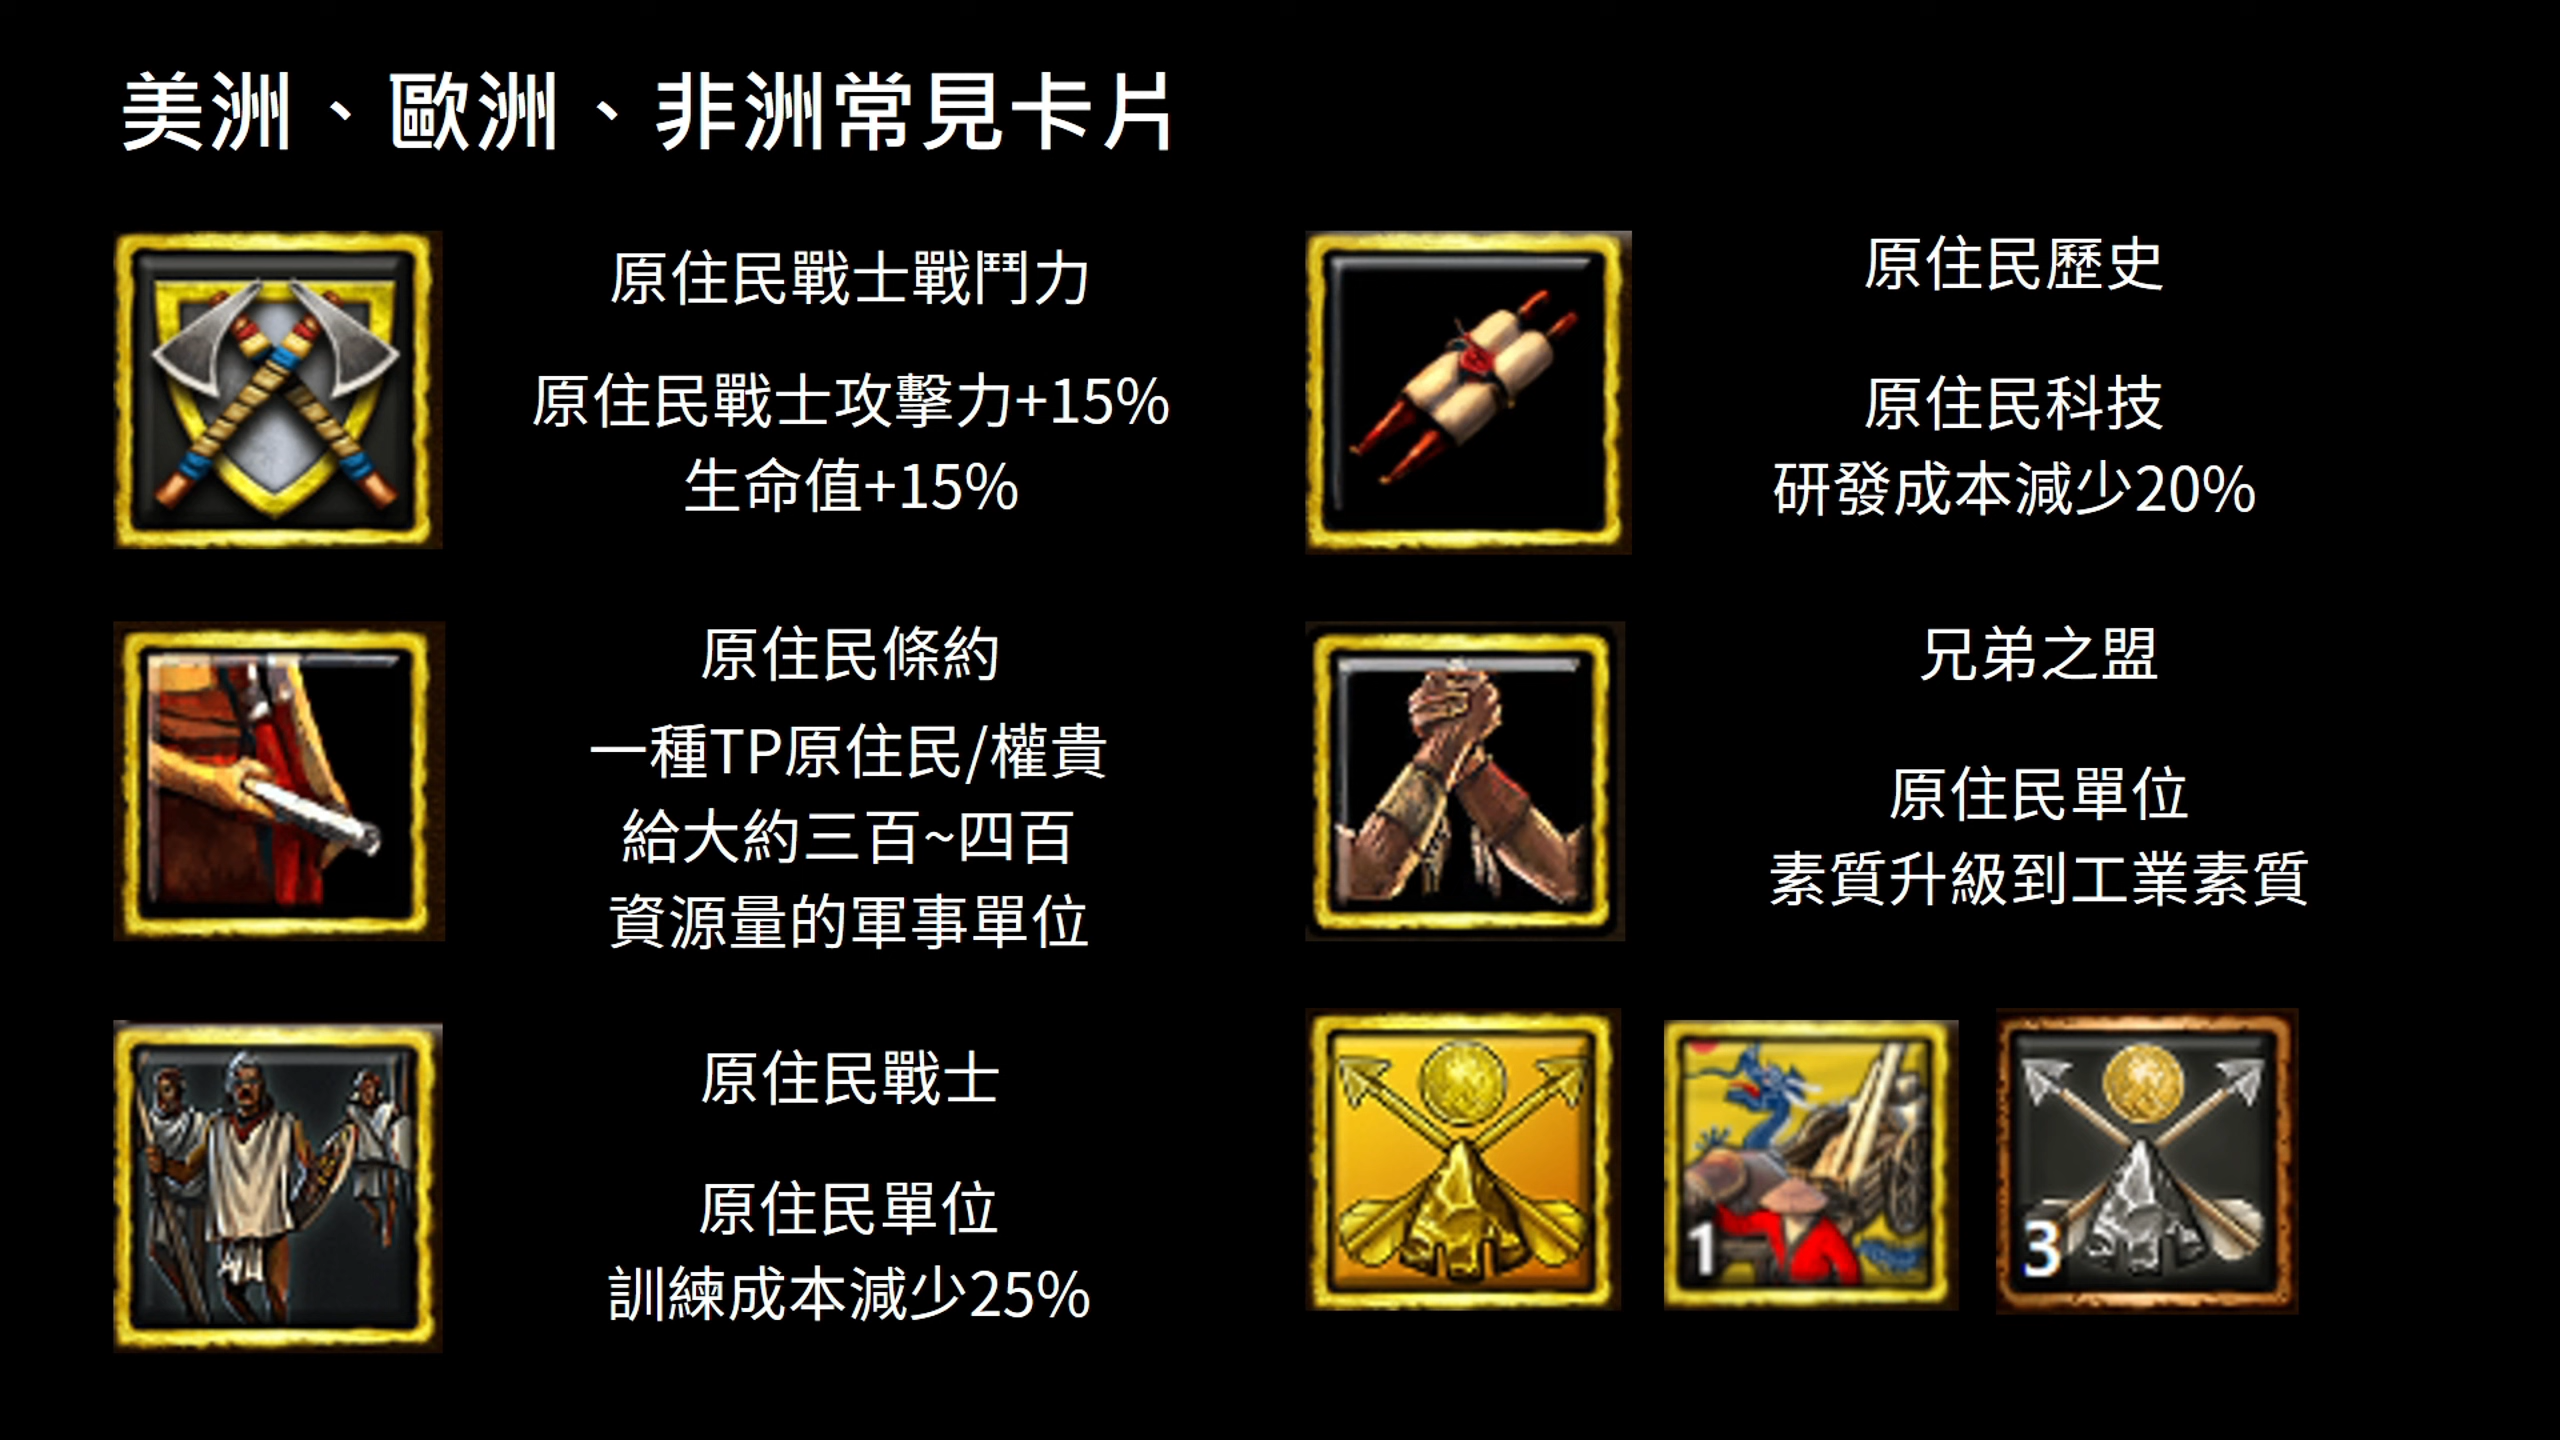 美洲、歐洲、非洲常見卡片
原住民戰士戰鬥力
原住民戰士攻擊力+15%
生命值+15%
原住民歷史
原住民科技
研發成本減少20%
原住民條約
一種TP原住民/權貴
給大約三百~四百
資源量的軍事單位
兄弟之盟
原住民單位
素質升級到工業素質
原住民戰士
原住民單位
訓練成本減少25%
1
3